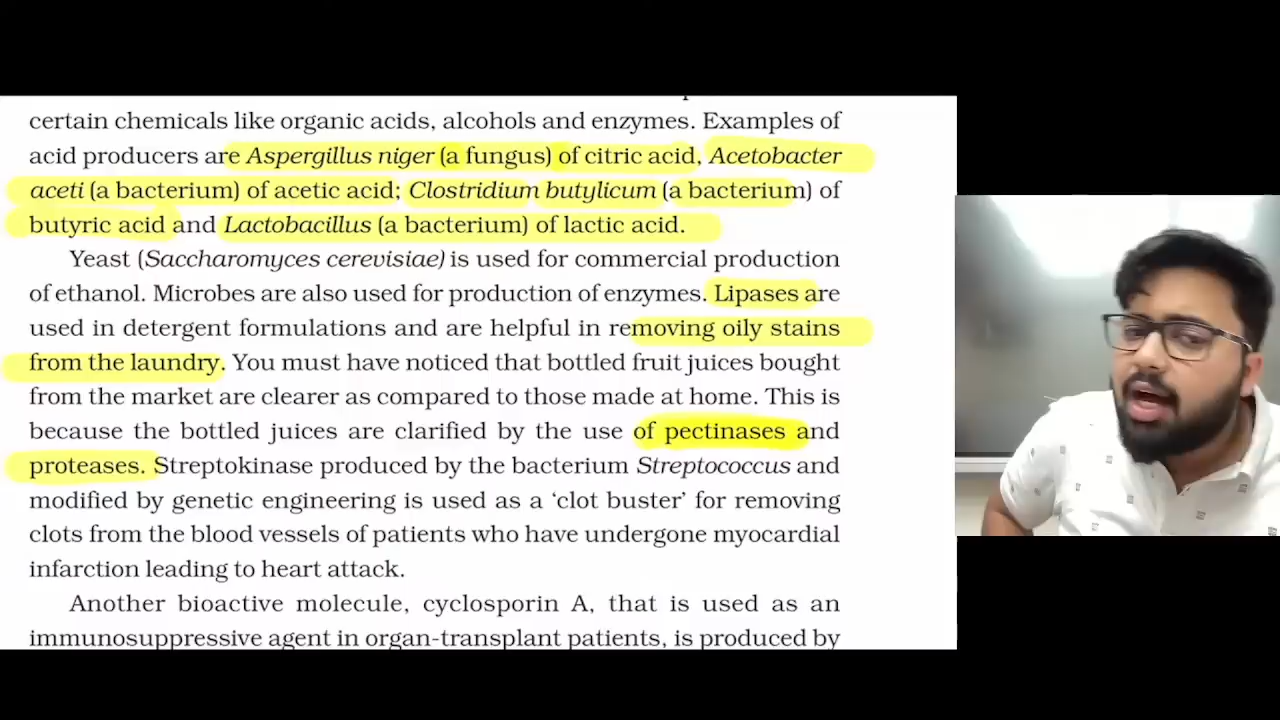 certain chemicals like organic acids, alcohols and enzymes. Examples of
acid producers are Aspergillus niger (a fungus) of citric acid, Acetobacter
aceti (a bacterium) of acetic acid; Clostridium butylicum (a bacterium) of
butyric acid and Lactobacillus (a bacterium) of lactic acid.
Yeast (Saccharomyces cerevisiae) is used for commercial production
of ethanol. Microbes are also used for production of enzymes. Lipases are
used in detergent formulations and are helpful in removing oily stains
from the laundry. You must have noticed that bottled fruit juices bought
from the market are clearer as compared to those made at home. This is
because the bottled juices are clarified by the use of pectinases and
proteases. Streptokinase produced by the bacterium Streptococcus and
modified by genetic engineering is used as a ‘clot buster’ for removing
clots from the blood vessels of patients who have undergone myocardial
infarction leading to heart attack.
Another bioactive molecule, cyclosporin A, that is used as an
immunosuppressive agent in organ-transplant patients, is produced by